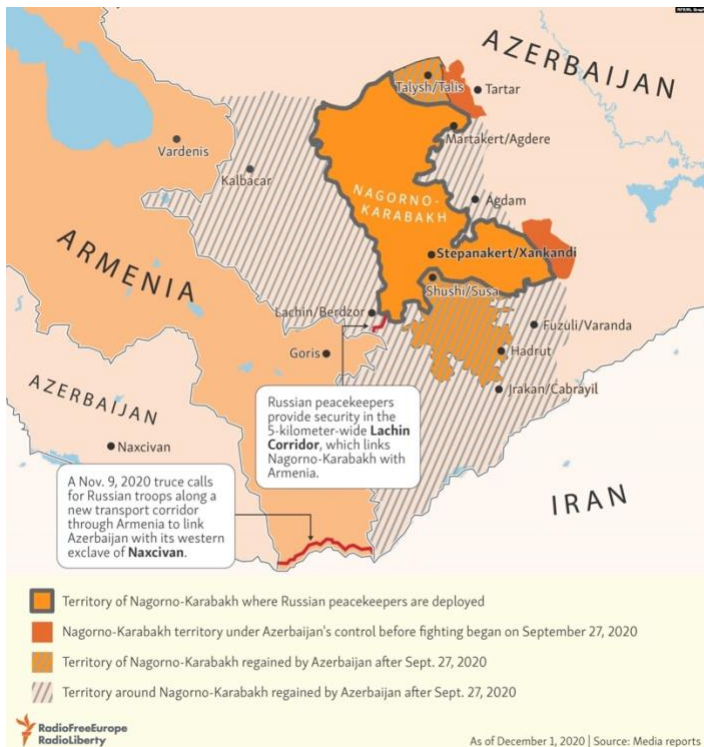 AZERBAIJAN
Talysh/Talis
Tartar
Martakert/Agdere
Vardenis
Kalbacar
NAGORNO-
KARABAKH
Agdam
ARMENIA
Stepanakert/Xankandi
Shushi/Susa
Lachin/Berdzor
Fuzuli/Varanda
Goris
Hadrut
Jrakan/Cabrayil
AZERBAIJAN
Naxcivan
Russian peacekeepers
provide security in the
5-kilometer-wide Lachin
Corridor, which links
Nagorno-Karabakh with
Armenia.
A Nov. 9, 2020 truce calls
for Russian troops along a
new transport corridor
through Armenia to link
Azerbaijan with its western
exclave of Naxcivan.
IRAN
Territory of Nagorno-Karabakh where Russian peacekeepers are deployed
Nagorno-Karabakh territory under Azerbaijan's control before fighting began on September 27, 2020
Territory of Nagorno-Karabakh regained by Azerbaijan after Sept. 27, 2020
Territory around Nagorno-Karabakh regained by Azerbaijan after Sept. 27, 2020
RadioFreeEurope
RadioLiberty
As of December 1, 2020 | Source: Media reports